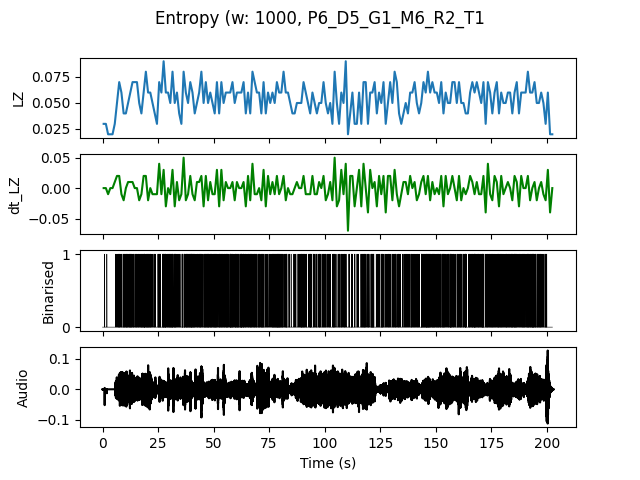 Entropy (w: 1000, P6_D5_G1_M6_R2_T1
LZ
0.075
0.050
0.025
dt_LZ
0.05
0.00
−0.05
Binarised
1
0
Audio
0.1
0.0
−0.1
0 25 50 75 100 125 150 175 200
Time (s)